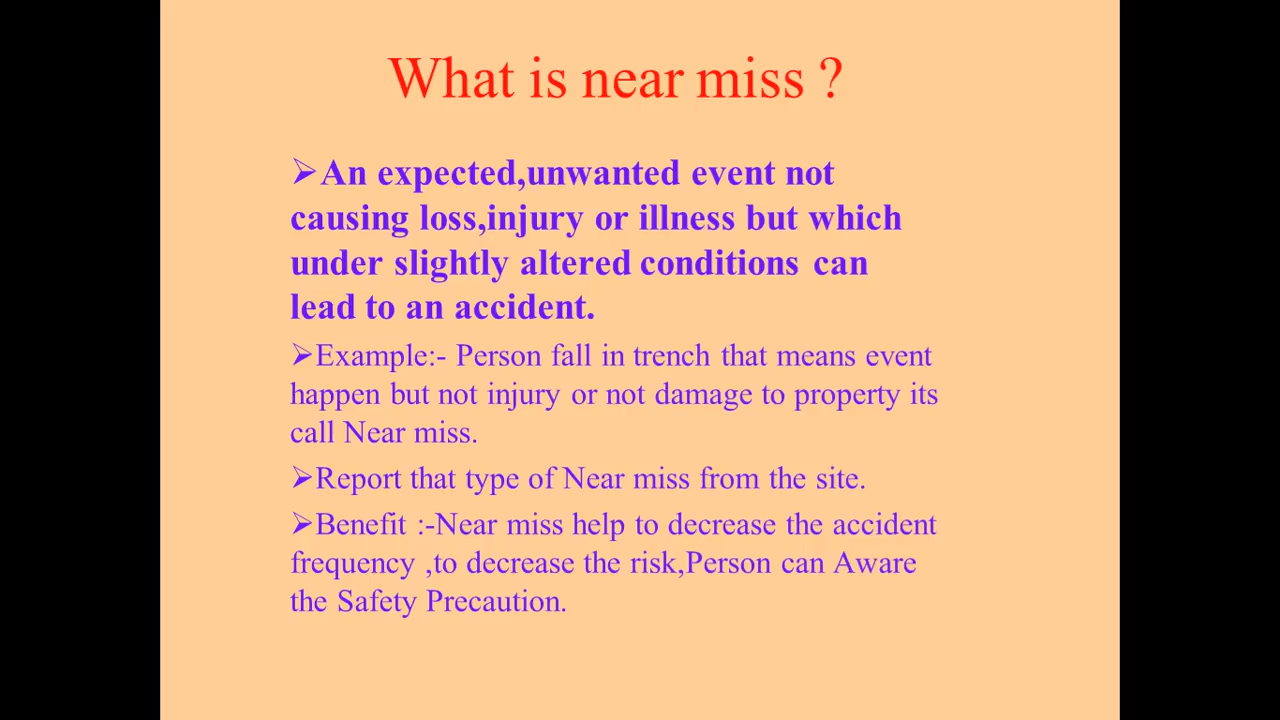 What is near miss ?
➢An expected,unwanted event not
causing loss,injury or illness but which
under slightly altered conditions can
lead to an accident.
➢Example:- Person fall in trench that means event
happen but not injury or not damage to property its
call Near miss.
➢Report that type of Near miss from the site.
➢Benefit :-Near miss help to decrease the accident
frequency ,to decrease the risk,Person can Aware
the Safety Precaution.